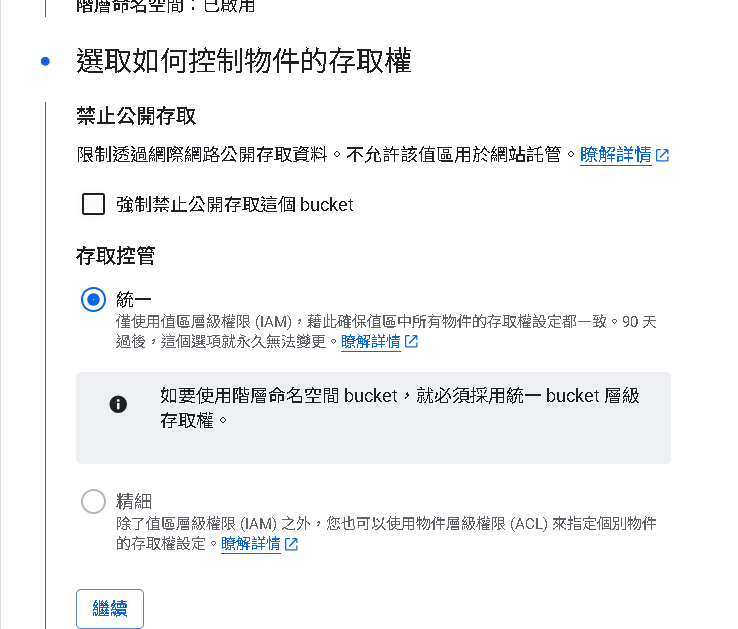 階層命名空間：已啟用
選取如何控制物件的存取權
禁止公開存取
限制透過網際網路公開存取資料。不允許該值區用於網站託管。瞭解詳情
強制禁止公開存取這個 bucket
存取控管
統一
僅使用值區層級權限 (IAM)，藉此確保值區中所有物件的存取權設定都一致。90 天
過後，這個選項就永久無法變更。瞭解詳情
如要使用階層命名空間 bucket，就必須採用統一 bucket 層級
存取權。
精細
除了值區層級權限 (IAM) 之外，您也可以使用物件層級權限 (ACL) 來指定個別物件
的存取權設定。瞭解詳情
繼續